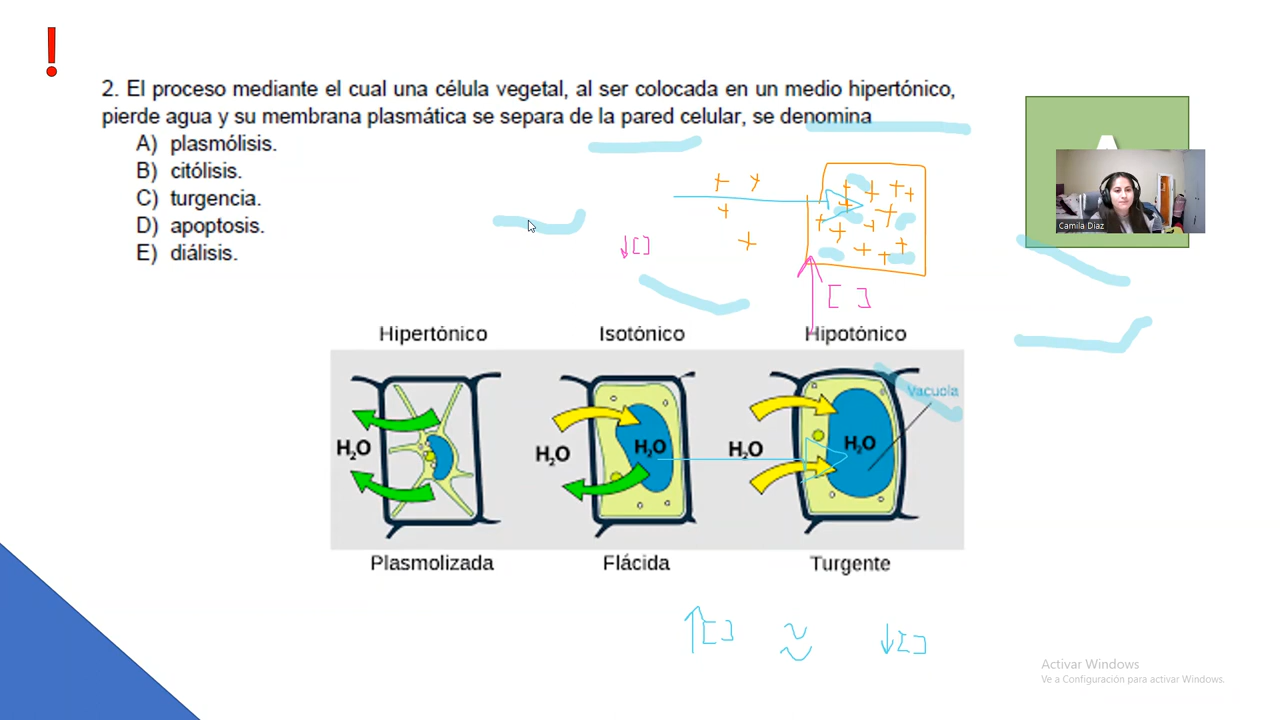 !
2. El proceso mediante el cual una célula vegetal, al ser colocada en un medio hipertónico,
pierde agua y su membrana plasmática se separa de la pared celular, se denomina
A) plasmólisis.
B) citólisis.
C) turgencia.
D) apoptosis.
E) diálisis.
A
Camila Díaz
+ +
+
+
↓[]
[ ]
Hipertónico Isotónico Hipotónico
Vacuola
H₂O H₂O H₂O H₂O H₂O
Plasmolizada Flácida Turgente
↑[] ≈ ↓[]
Activar Windows
Ve a Configuración para activar Windows.